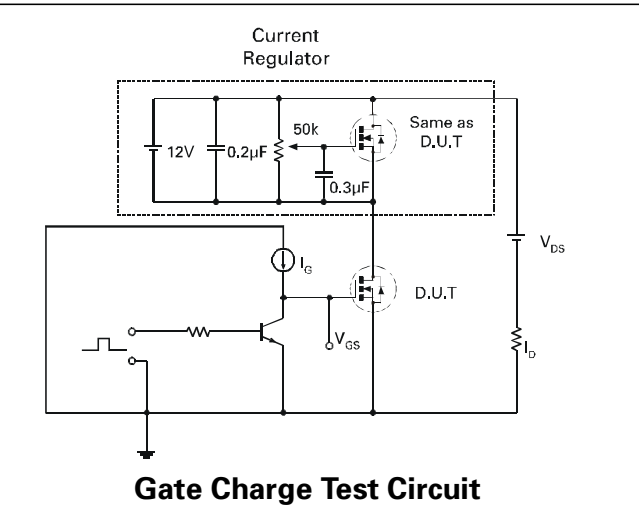 Current
Regulator
12V
0.2µF
50k
0.3µF
Same as
D.U.T
I_G
V_GS
D.U.T
V_DS
I_D
Gate Charge Test Circuit